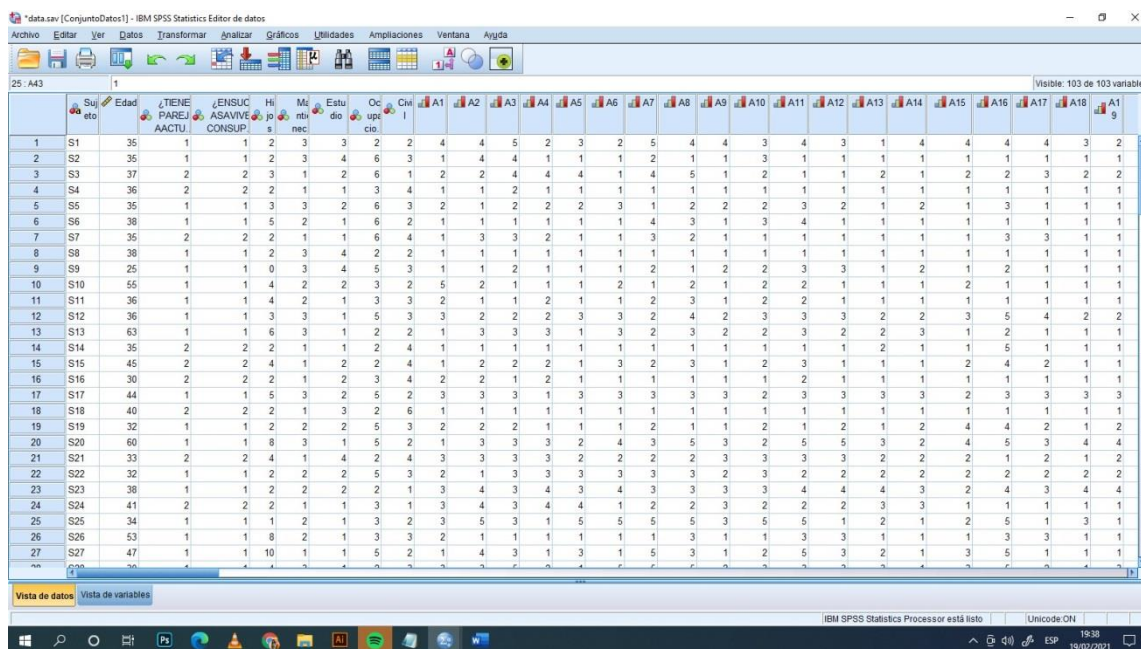 *data.sav [ConjuntoDatos1] - IBM SPSS Statistics Editor de datos
Archivo Editar Ver Datos Transformar Analizar Gráficos Utilidades Ampliaciones Ventana Ayuda
25 : A43 1 Visible: 103 de 103 variable
Suj eto Edad ¿TIENE PAREJ AACTU. ¿ENSUC ASAVIVE CONSUP. Hi jo s Ma ntie nec Estu dio Oc upa cio. Civi l A1 A2 A3 A4 A5 A6 A7 A8 A9 A10 A11 A12 A13 A14 A15 A16 A17 A18 A1 9
1 S1 35 1 1 2 3 3 2 2 4 4 5 2 3 2 5 4 4 3 4 3 1 4 4 4 4 3 2
2 S2 35 1 1 2 3 4 6 3 1 4 4 1 1 1 2 1 1 3 1 1 1 1 1 1 1 1 1
3 S3 37 2 2 3 1 2 6 1 2 2 4 4 4 1 4 5 1 2 1 1 2 1 2 2 3 2 2
4 S4 36 2 2 2 1 1 3 4 1 1 2 1 1 1 1 1 1 1 1 1 1 1 1 1 1 1 1
5 S5 35 1 1 3 3 2 6 3 2 1 2 2 2 3 1 2 2 2 3 2 1 2 1 3 1 1 1
6 S6 38 1 1 5 2 1 6 2 1 1 1 1 1 1 4 3 1 3 4 1 1 1 1 1 1 1 1
7 S7 35 2 2 2 1 1 6 4 1 3 3 2 1 1 3 2 1 1 1 1 1 1 1 3 3 1 1
8 S8 38 1 1 2 3 4 2 2 1 1 1 1 1 1 1 1 1 1 1 1 1 1 1 1 1 1 1
9 S9 25 1 1 0 3 4 5 3 1 1 2 1 1 1 2 1 2 2 3 3 1 2 1 2 1 1 1
10 S10 55 1 1 4 2 2 3 2 5 2 1 1 1 2 1 2 1 2 2 1 1 1 2 1 1 1 1
11 S11 36 1 1 4 2 1 3 3 2 1 1 2 1 1 2 3 1 2 2 1 1 1 1 1 1 1 1
12 S12 36 1 1 3 3 1 5 3 3 2 2 2 3 3 2 4 2 3 3 3 2 2 3 5 4 2 2
13 S13 63 1 1 6 3 1 2 2 1 3 3 3 1 3 2 3 2 2 3 2 2 3 1 2 1 1 1
14 S14 35 2 2 2 1 1 2 4 1 1 1 1 1 1 1 1 1 1 1 1 2 1 1 5 1 1 1
15 S15 45 2 2 4 1 2 2 4 1 2 2 2 1 3 2 3 1 2 3 1 1 1 2 4 2 1 1
16 S16 30 2 2 2 1 2 3 4 2 2 1 2 1 1 1 1 1 1 2 1 1 1 1 1 1 1 1
17 S17 44 1 1 5 3 2 5 2 3 3 3 1 3 3 3 3 3 2 3 3 3 3 2 3 3 3 3
18 S18 40 2 2 2 1 3 2 6 1 1 1 1 1 1 1 1 1 1 1 1 1 1 1 1 1 1 1
19 S19 32 1 1 2 2 2 5 3 2 2 2 1 1 1 2 1 1 2 1 2 1 2 4 4 2 1 2
20 S20 60 1 1 8 3 1 5 2 1 3 3 3 2 4 3 5 3 2 5 5 3 2 4 5 3 4 4
21 S21 33 2 2 4 1 4 2 4 3 3 3 3 2 2 2 2 3 3 3 3 2 2 2 1 2 1 2
22 S22 32 1 1 2 2 2 5 3 2 1 3 3 3 3 3 3 2 3 2 2 2 2 2 2 2 2 2
23 S23 38 1 1 2 2 2 2 1 3 4 3 4 3 4 3 3 3 3 4 4 4 3 2 4 3 4 4
24 S24 41 2 2 2 1 1 3 1 3 4 3 4 4 1 2 2 3 2 2 2 3 3 1 1 1 1 1
25 S25 34 1 1 1 2 1 3 2 3 5 3 1 5 5 5 5 3 5 5 1 2 1 2 5 1 3 1
26 S26 53 1 1 8 2 1 3 3 2 1 1 1 1 1 1 3 1 1 3 3 1 1 1 3 3 1 1
27 S27 47 1 1 10 1 1 5 2 1 4 3 1 3 1 5 3 1 2 5 3 2 1 3 5 1 1 1
Vista de datos Vista de variables
IBM SPSS Statistics Processor está listo Unicode:ON
ESP 19:38
19/02/2021